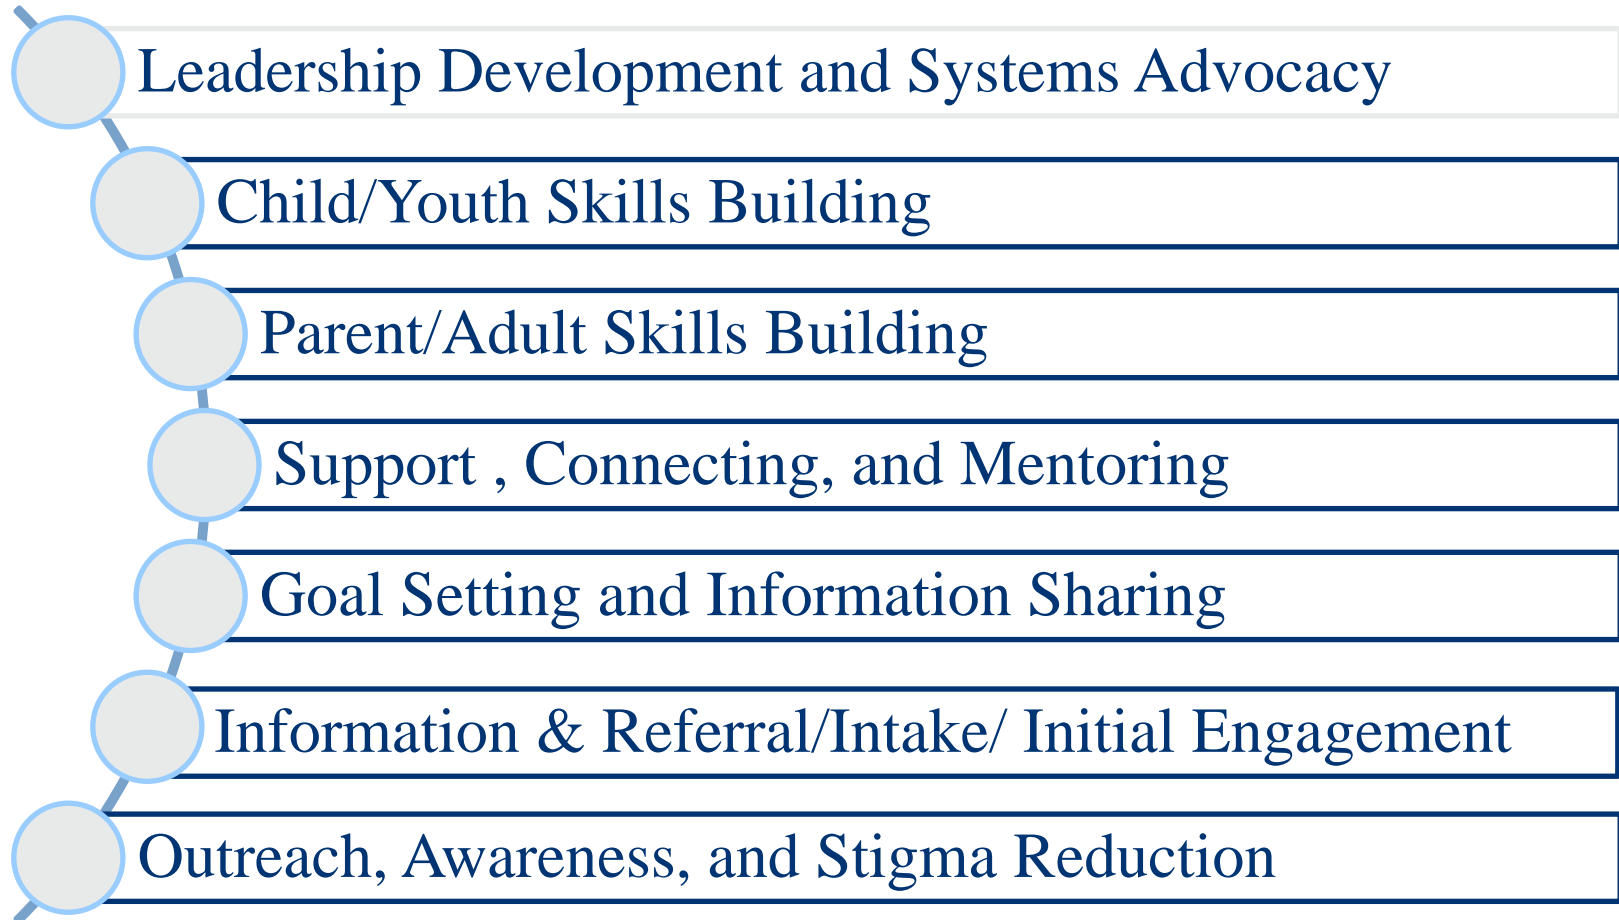 Leadership Development and Systems Advocacy
Child/Youth Skills Building
Parent/Adult Skills Building
Support , Connecting, and Mentoring
Goal Setting and Information Sharing
Information & Referral/Intake/ Initial Engagement
Outreach, Awareness, and Stigma Reduction